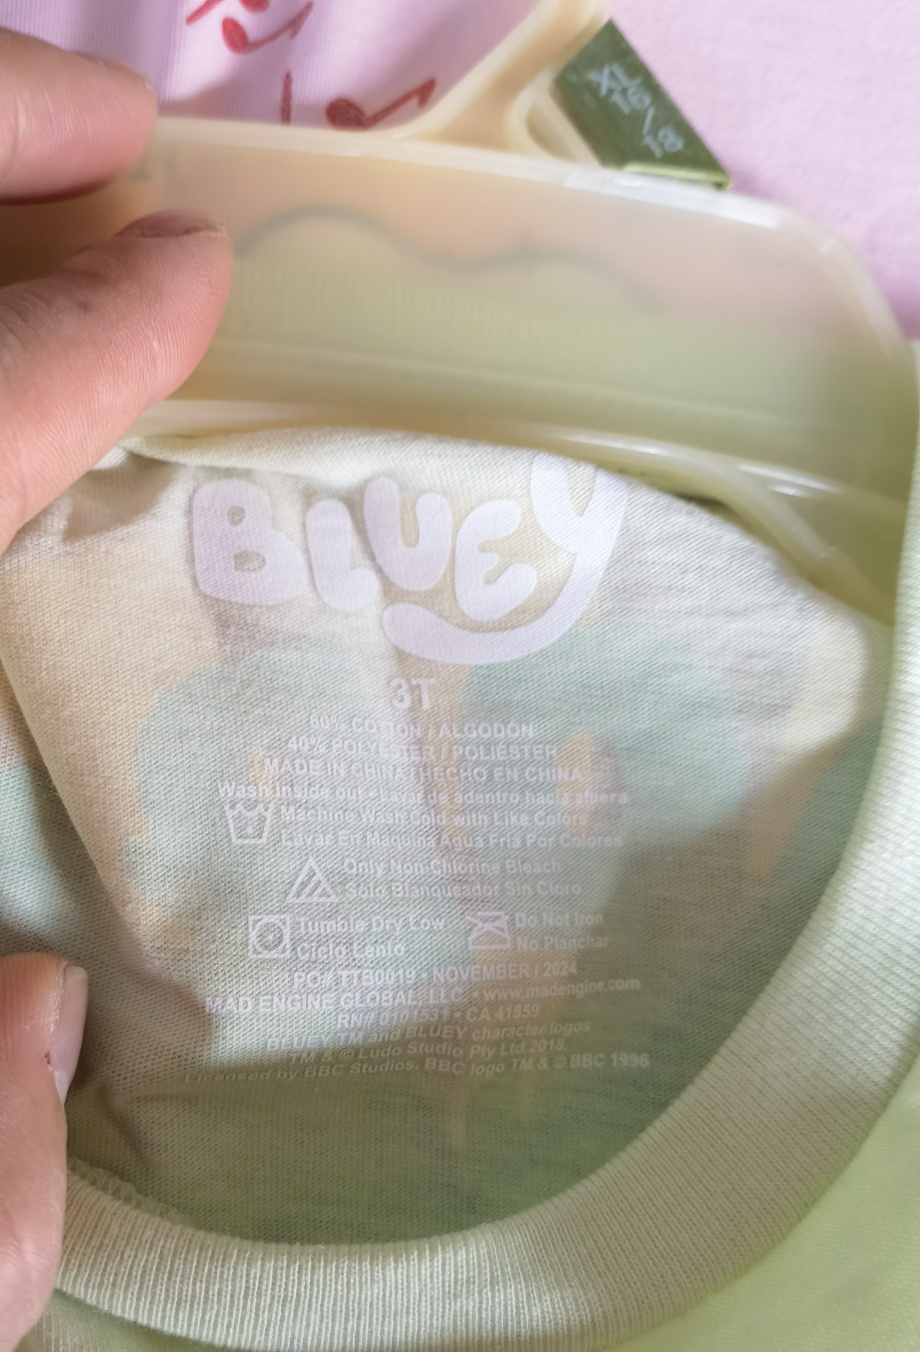 XL
16/18
BLUEY
3T
60% COTTON / ALGODÓN
40% POLYESTER / POLIÉSTER
MADE IN CHINA / HECHO EN CHINA
Wash Inside out • Lavar de adentro hacia afuera
Machine Wash Cold with Like Colors
Lavar En Maquina Agua Fria Por Colores
Only Non-Chlorine Bleach
Sólo Blanqueador Sin Cloro
Tumble Dry Low
Ciclo Lento
Do Not Iron
No Planchar
PO# TTB0019 • NOVEMBER / 2024
MAD ENGINE GLOBAL, LLC. • www.madengine.com
RN# 0101531 • CA 41859
BLUEY TM and BLUEY character logos
TM & © Ludo Studio Pty Ltd 2018.
Licensed by BBC Studios. BBC logo TM & © BBC 1996